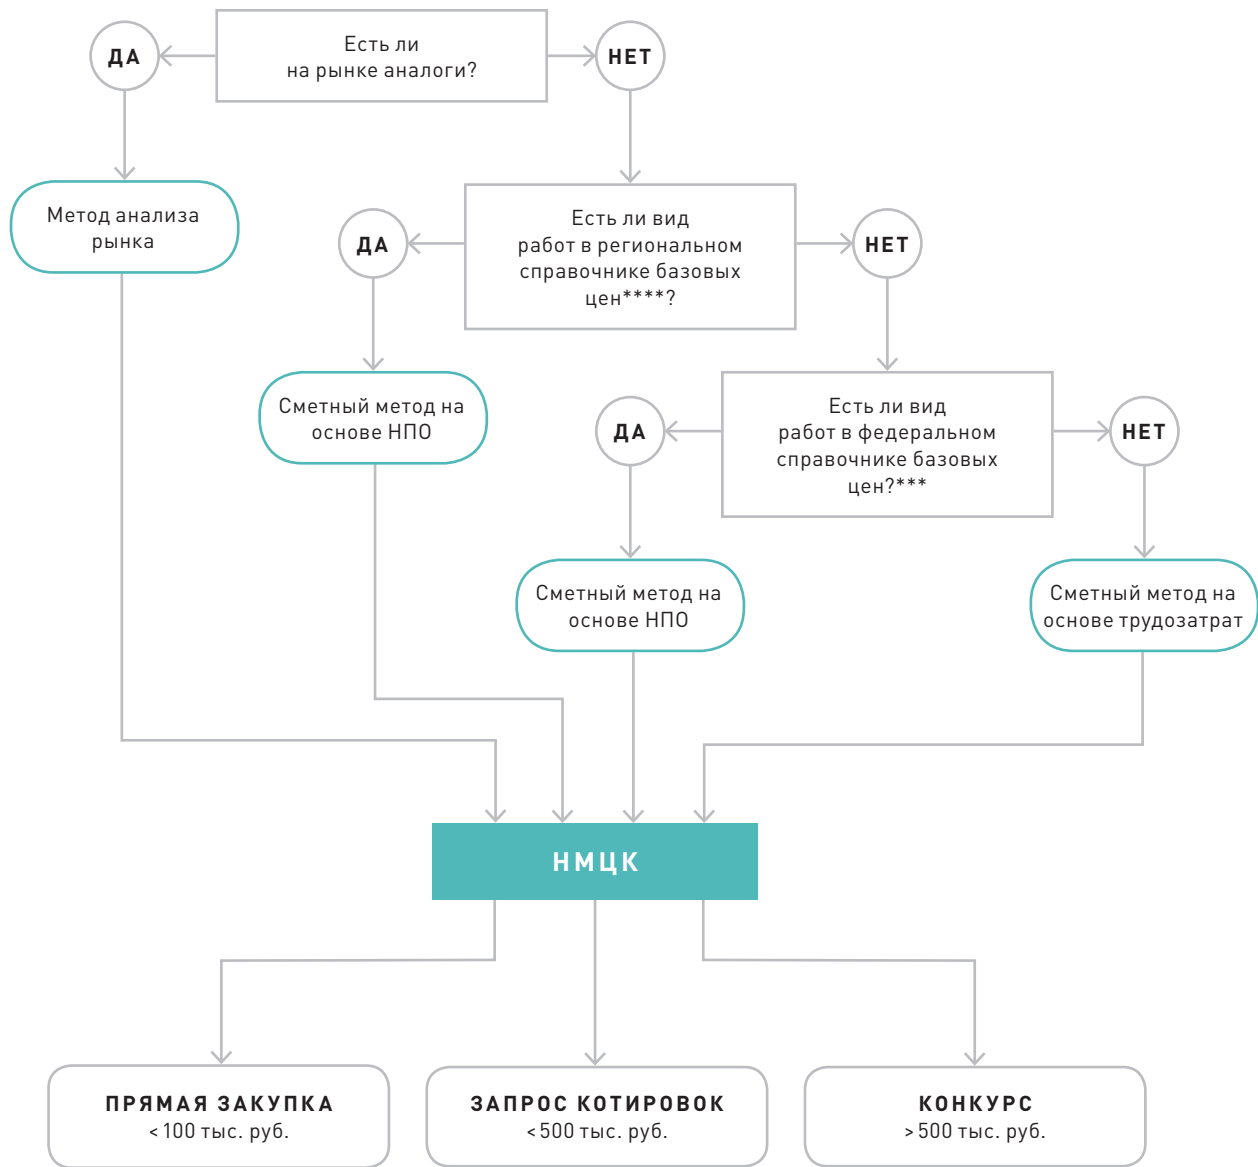 Есть ли
на рынке аналоги?
ДА
НЕТ
Метод анализа
рынка
Есть ли вид
работ в региональном
справочнике базовых
цен****?
ДА
НЕТ
Сметный метод на
основе НПО
Есть ли вид
работ в федеральном
справочнике базовых
цен?***
ДА
НЕТ
Сметный метод на
основе НПО
Сметный метод на
основе трудозатрат
НМЦК
ПРЯМАЯ ЗАКУПКА
< 100 тыс. руб.
ЗАПРОС КОТИРОВОК
< 500 тыс. руб.
КОНКУРС
> 500 тыс. руб.